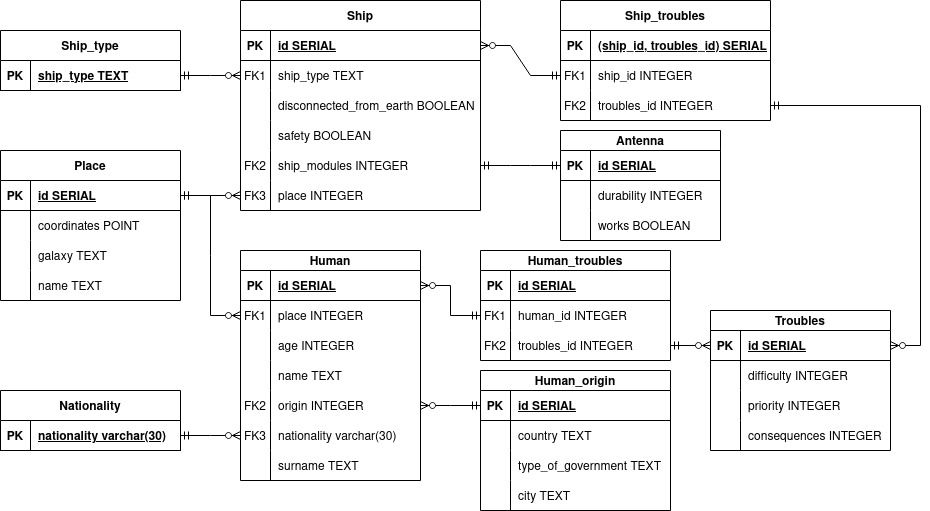 Ship_type
PK ship_type TEXT
Ship
PK id SERIAL
FK1 ship_type TEXT
disconnected_from_earth BOOLEAN
safety BOOLEAN
FK2 ship_modules INTEGER
FK3 place INTEGER
Ship_troubles
PK (ship_id, troubles_id) SERIAL
FK1 ship_id INTEGER
FK2 troubles_id INTEGER
Antenna
PK id SERIAL
durability INTEGER
works BOOLEAN
Place
PK id SERIAL
coordinates POINT
galaxy TEXT
name TEXT
Human
PK id SERIAL
FK1 place INTEGER
age INTEGER
name TEXT
FK2 origin INTEGER
FK3 nationality varchar(30)
surname TEXT
Human_troubles
PK id SERIAL
FK1 human_id INTEGER
FK2 troubles_id INTEGER
Troubles
PK id SERIAL
difficulty INTEGER
priority INTEGER
consequences INTEGER
Nationality
PK nationality varchar(30)
Human_origin
PK id SERIAL
country TEXT
type_of_government TEXT
city TEXT